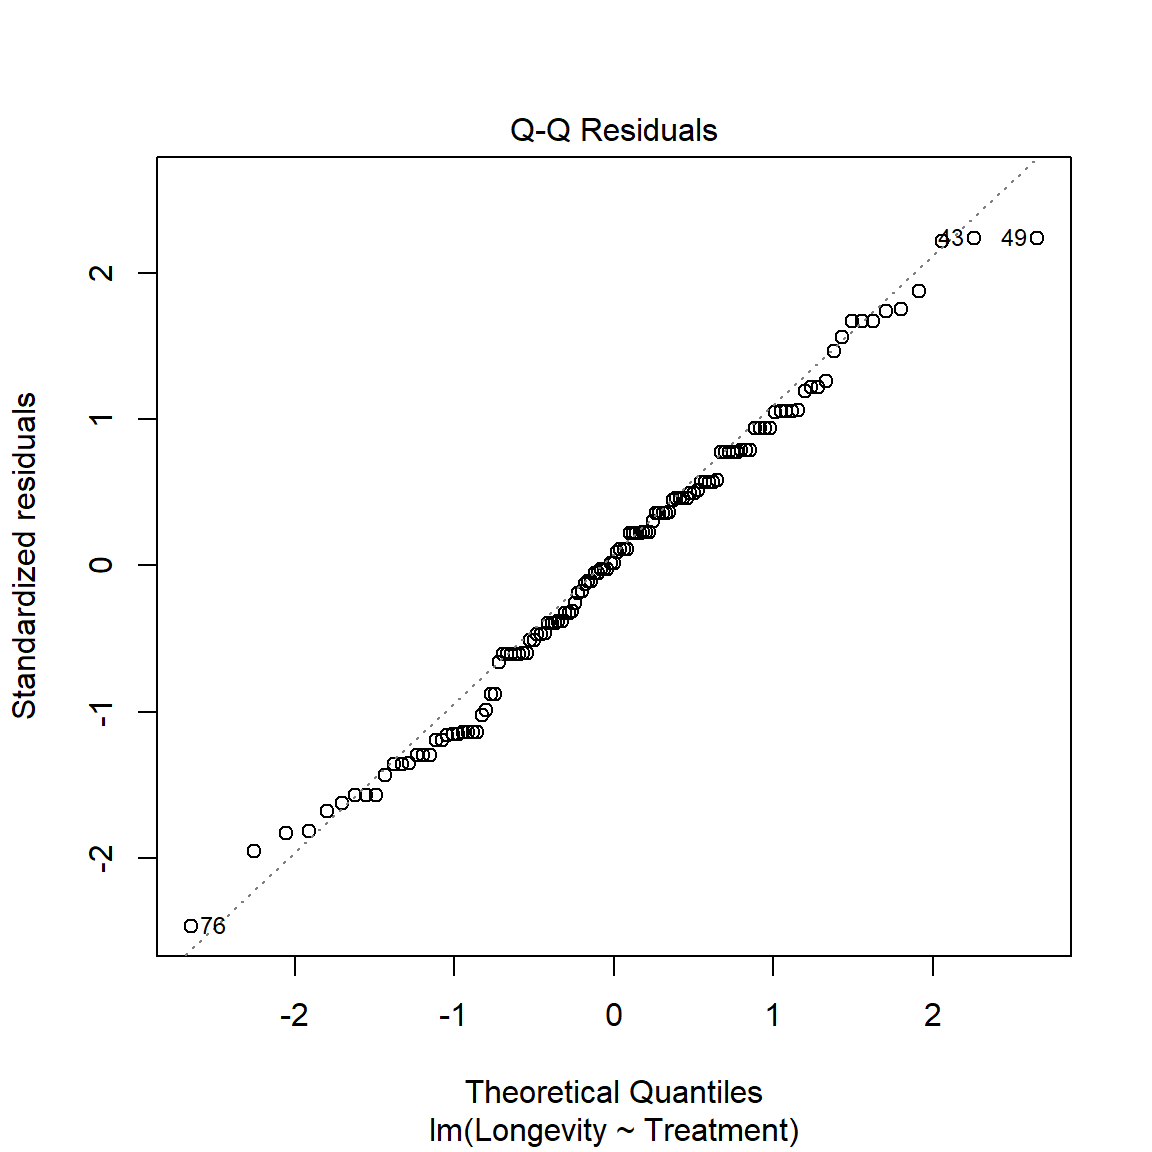 Q-Q Residuals
Standardized residuals
2
1
0
-1
-2
43
49
76
-2 -1 0 1 2
Theoretical Quantiles
lm(Longevity ~ Treatment)